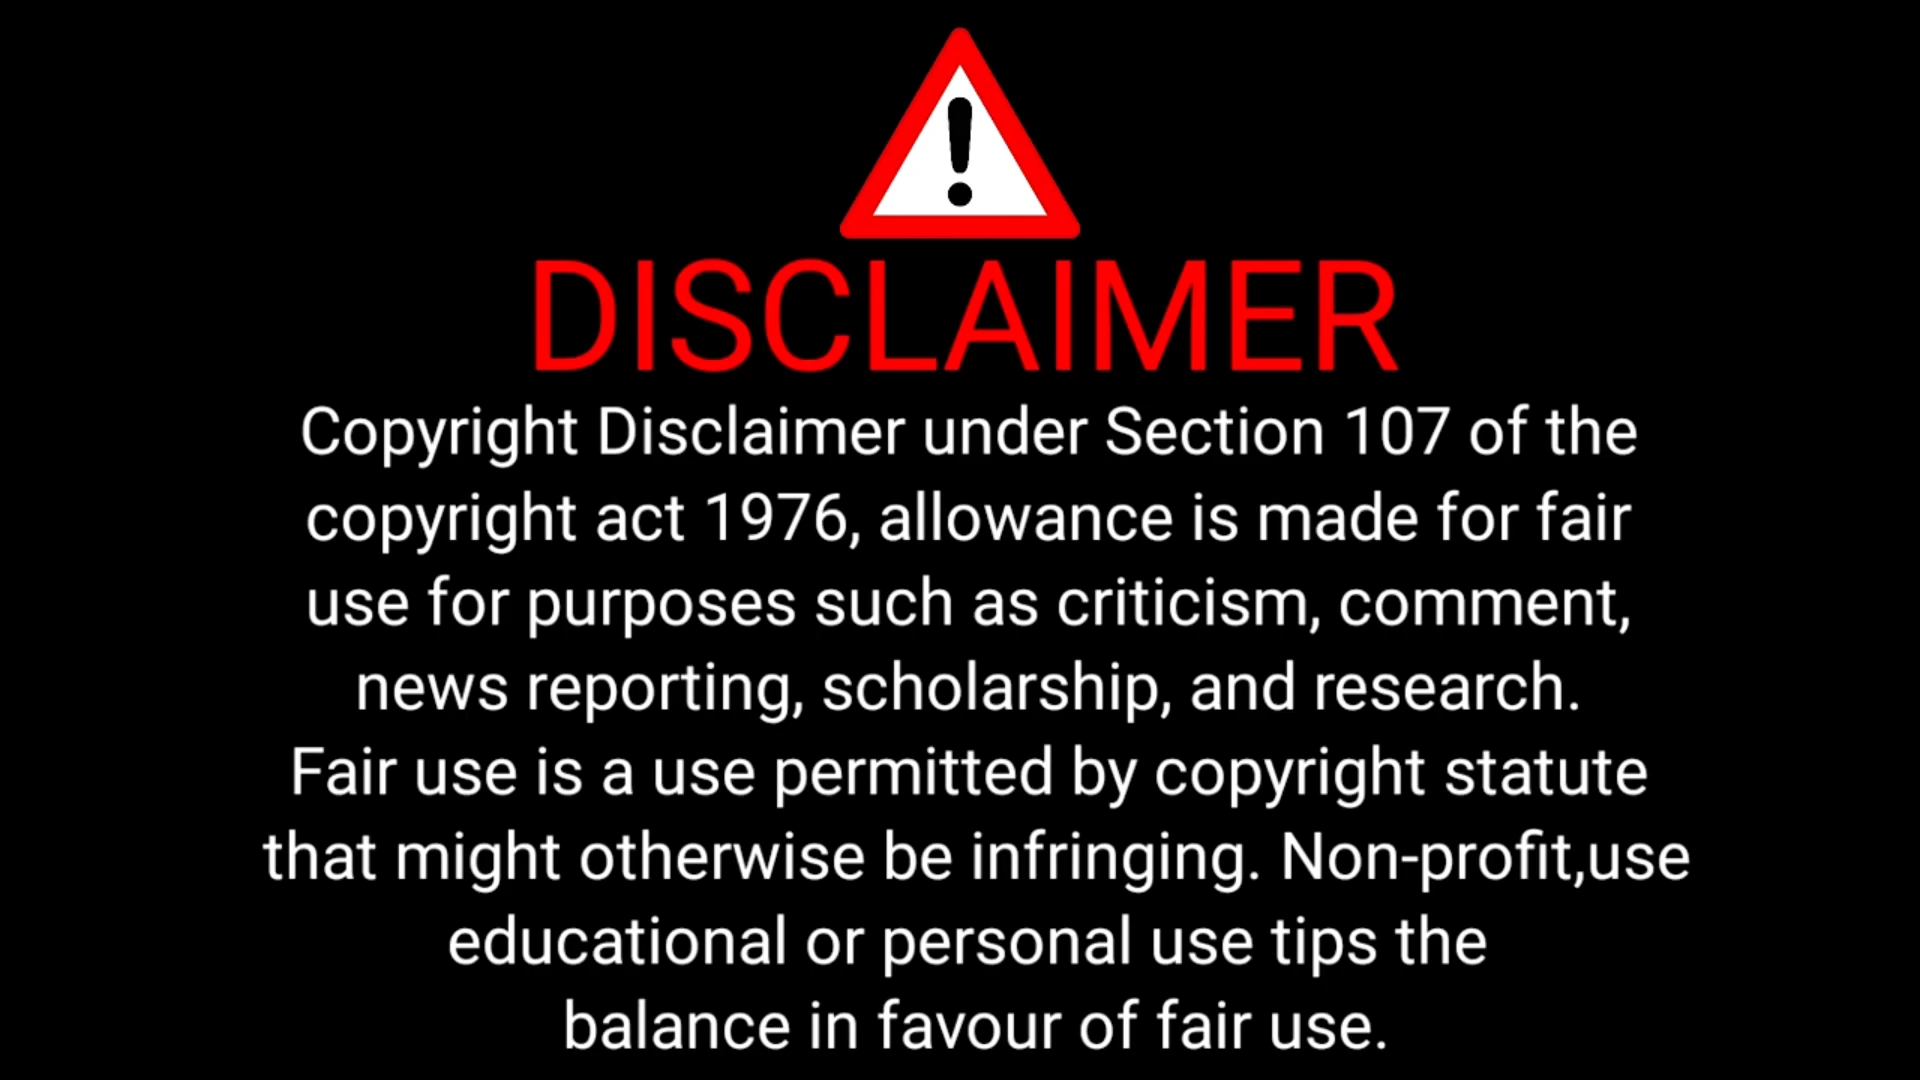 DISCLAIMER
Copyright Disclaimer under Section 107 of the
copyright act 1976, allowance is made for fair
use for purposes such as criticism, comment,
news reporting, scholarship, and research.
Fair use is a use permitted by copyright statute
that might otherwise be infringing. Non-profit,use
educational or personal use tips the
balance in favour of fair use.